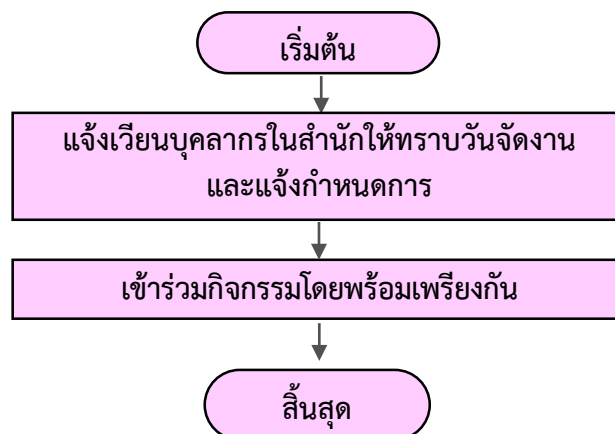 เริ่มต้น
แจ้งเวียนบุคลากรในสำนักให้ทราบวันจัดงาน
และแจ้งกำหนดการ
เข้าร่วมกิจกรรมโดยพร้อมเพรียงกัน
สิ้นสุด